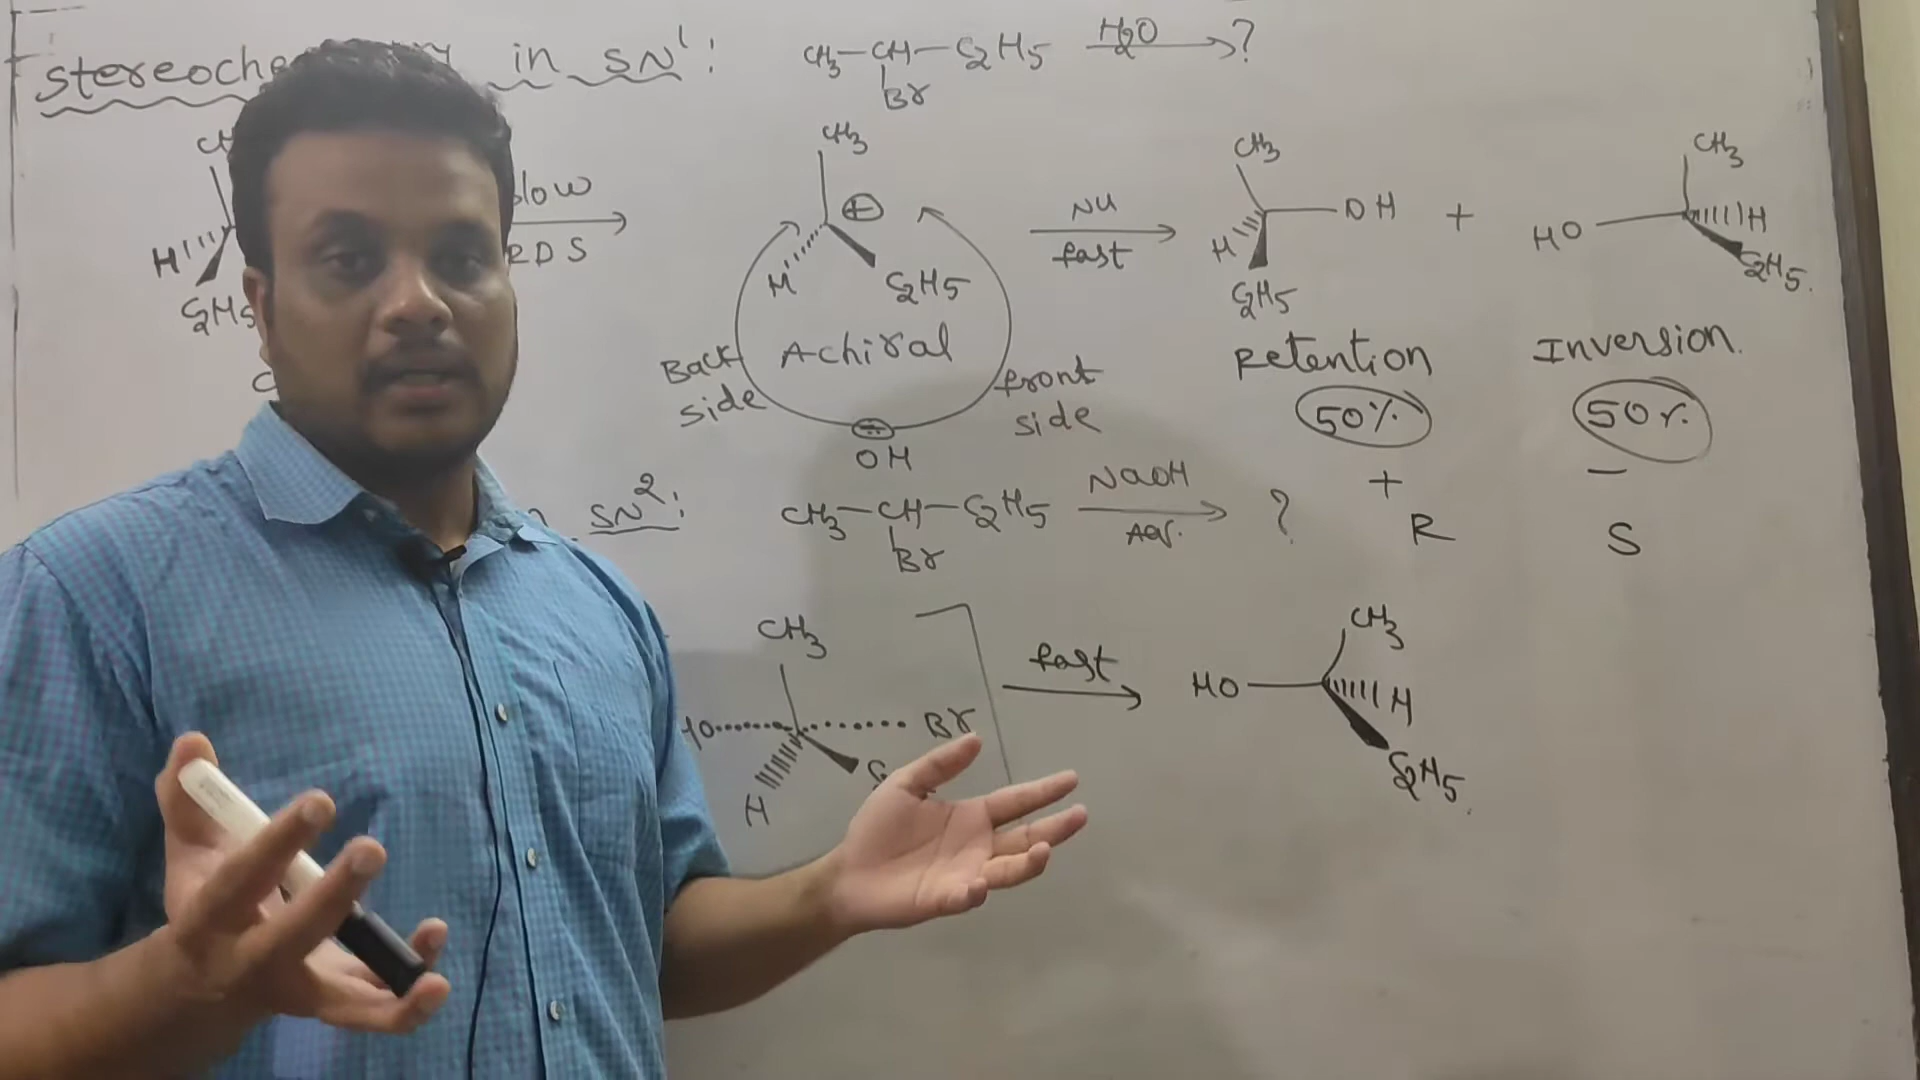 in SN¹: CH3-CH-C2H5 H2O → ?
Br
CH3
H
C2H5
slow
RDS
CH3
+
H
C2H5
Achiral
Back side
front side
OH
Nu
fast
CH3
H
OH
C2H5
+
CH3
HO
H
C2H5.
Retention
50%
+
R
Inversion.
50%
-
S
SN²: CH3-CH-C2H5 NaOH → ?
Br
Aq.
CH3
Br
H
fast
CH3
HO
H
C2H5.